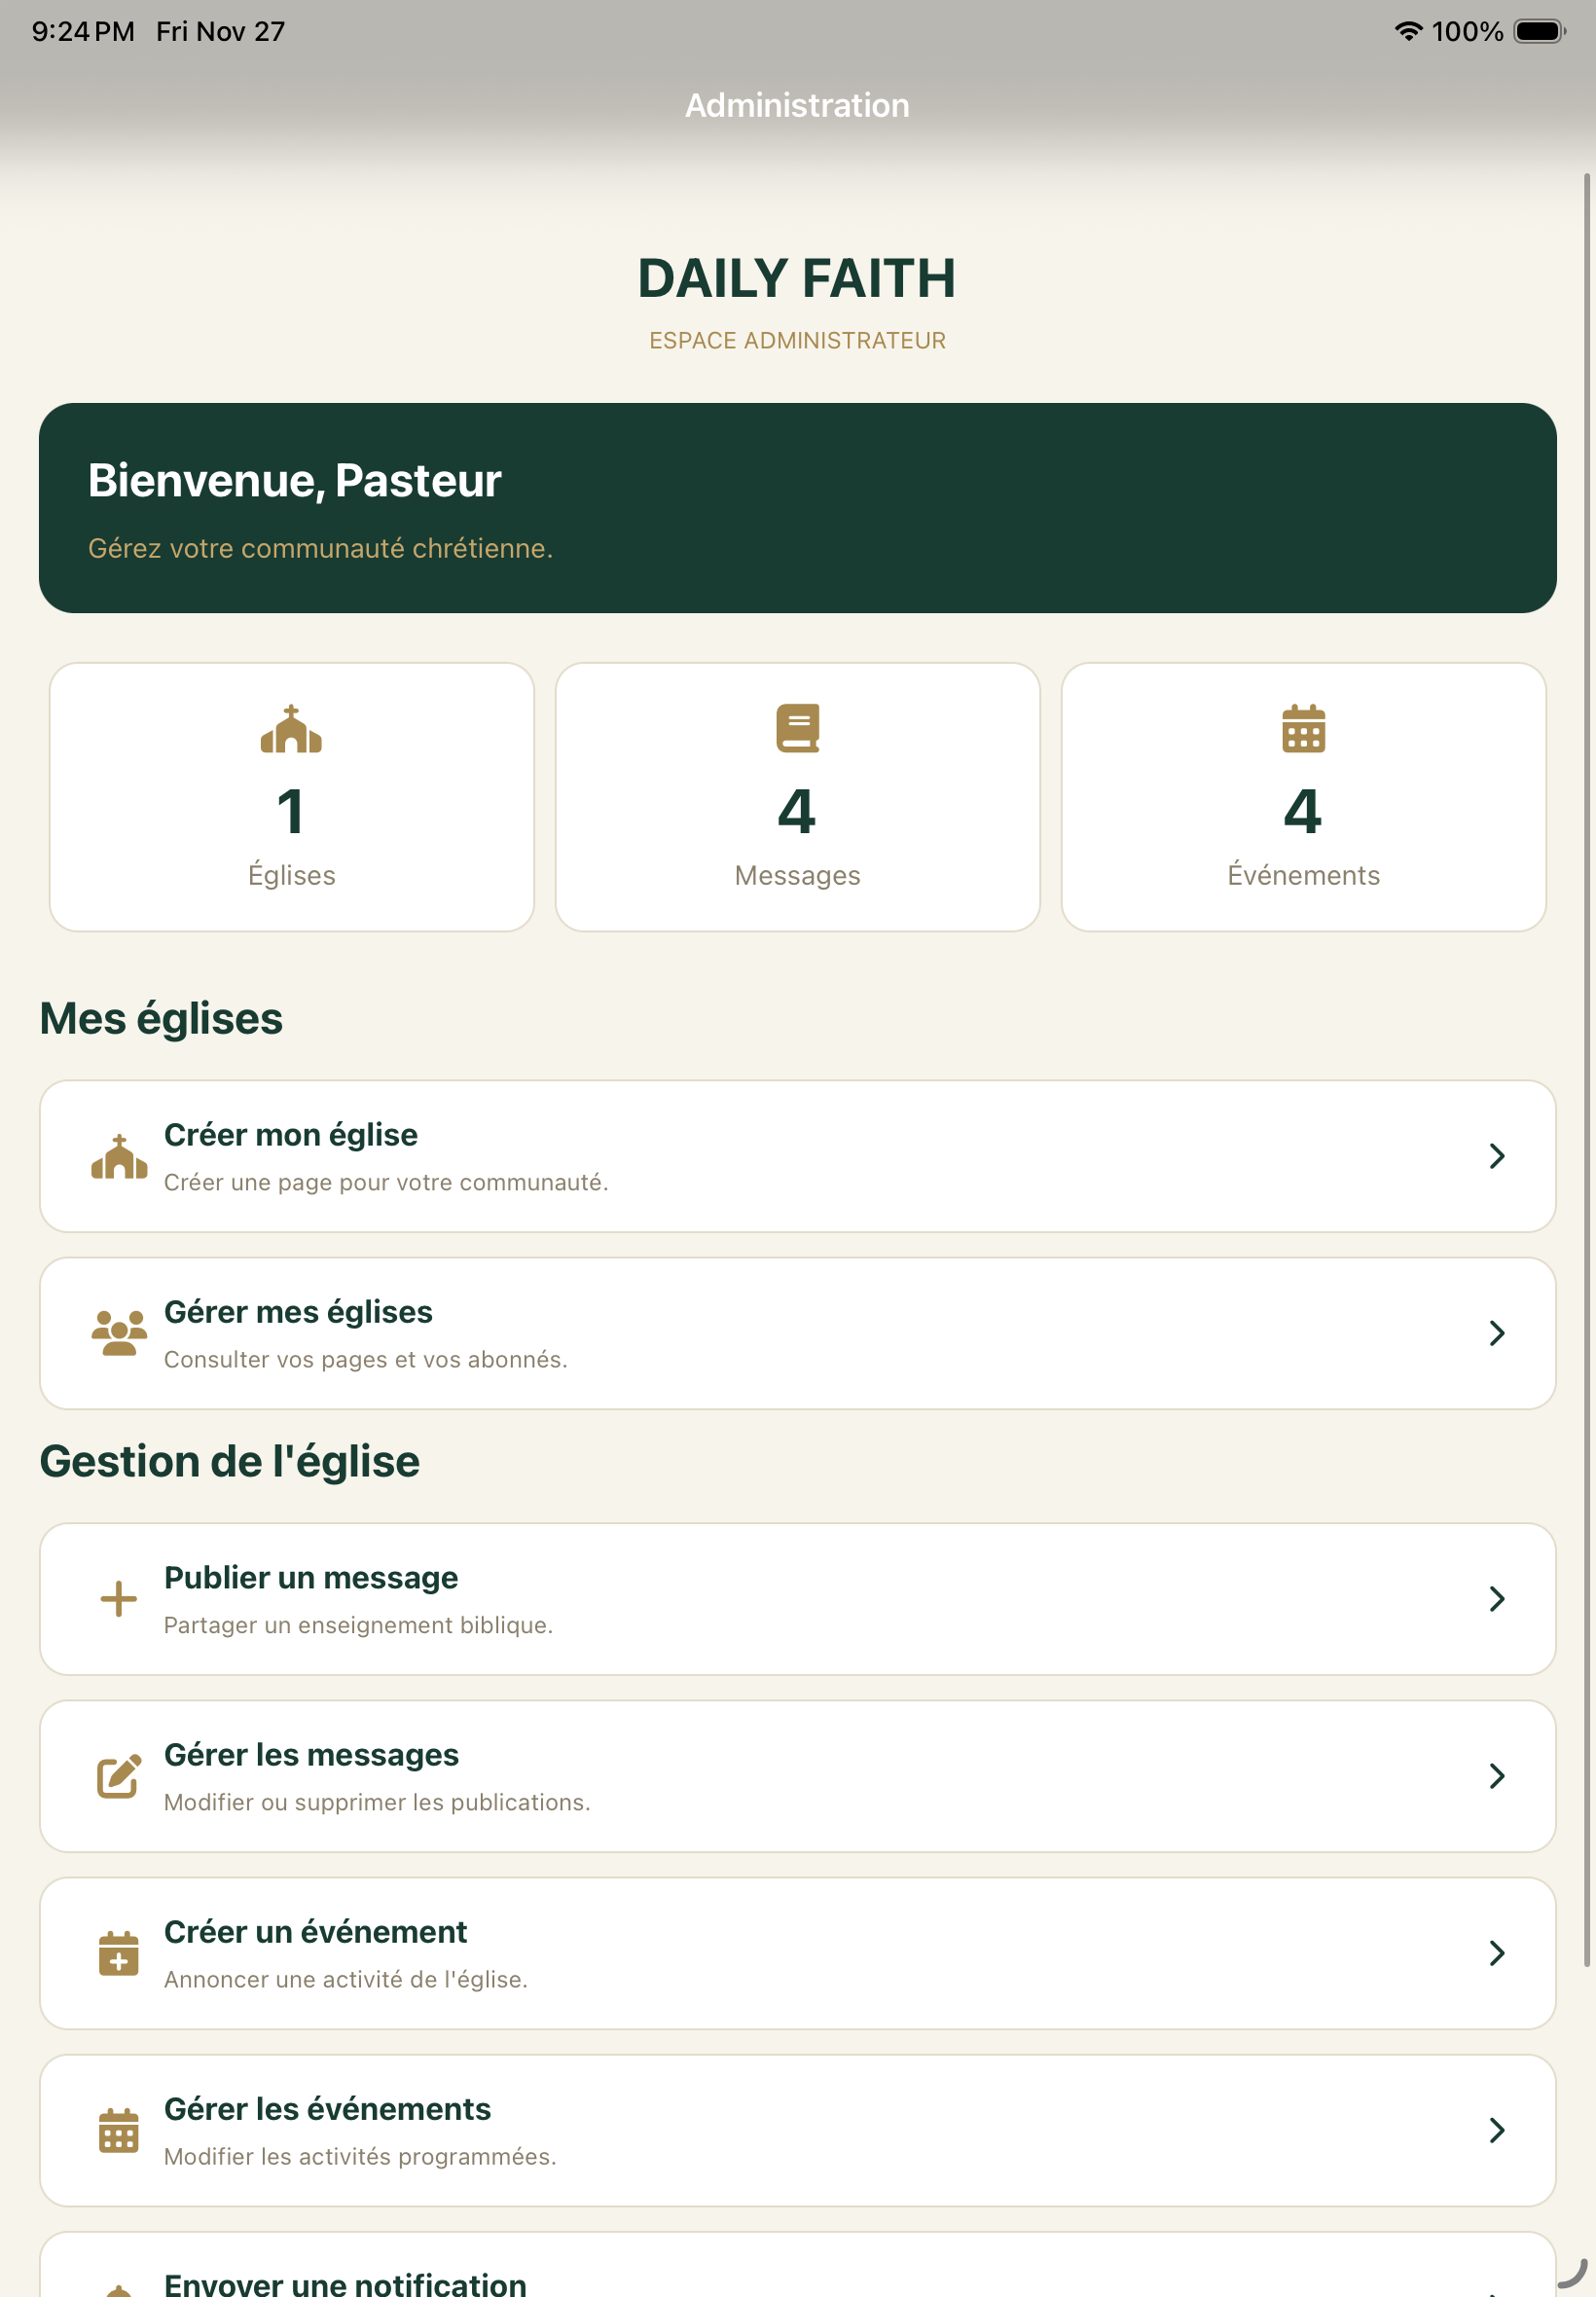 9:24 PM Fri Nov 27 100%
Administration
DAILY FAITH
ESPACE ADMINISTRATEUR
Bienvenue, Pasteur
Gérez votre communauté chrétienne.
1 4 4
Églises Messages Événements
Mes églises
Créer mon église
Créer une page pour votre communauté.
Gérer mes églises
Consulter vos pages et vos abonnés.
Gestion de l'église
Publier un message
Partager un enseignement biblique.
Gérer les messages
Modifier ou supprimer les publications.
Créer un événement
Annoncer une activité de l'église.
Gérer les événements
Modifier les activités programmées.
Envoyer une notification